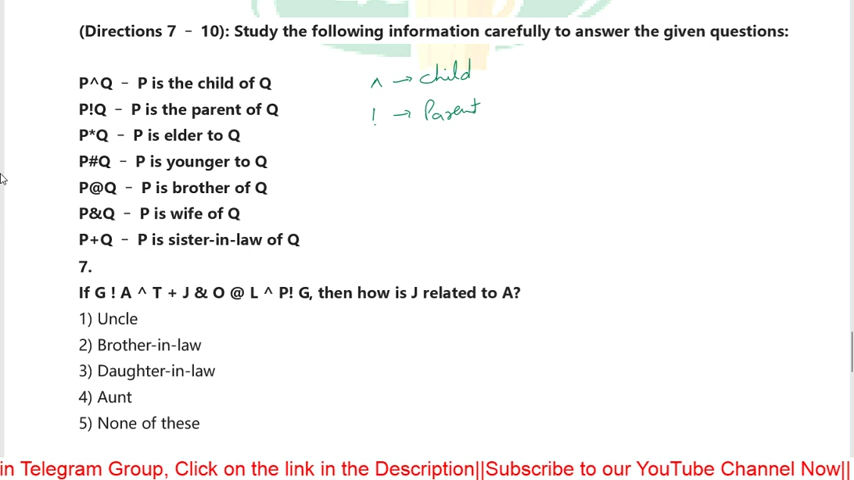 (Directions 7 – 10): Study the following information carefully to answer the given questions:
P^Q – P is the child of Q
^ → child
P!Q – P is the parent of Q
! → Parent
P*Q – P is elder to Q
P#Q – P is younger to Q
P@Q – P is brother of Q
P&Q – P is wife of Q
P+Q – P is sister-in-law of Q
7.
If G ! A ^ T + J & O @ L ^ P! G, then how is J related to A?
1) Uncle
2) Brother-in-law
3) Daughter-in-law
4) Aunt
5) None of these
in Telegram Group, Click on the link in the Description||Subscribe to our YouTube Channel Now||